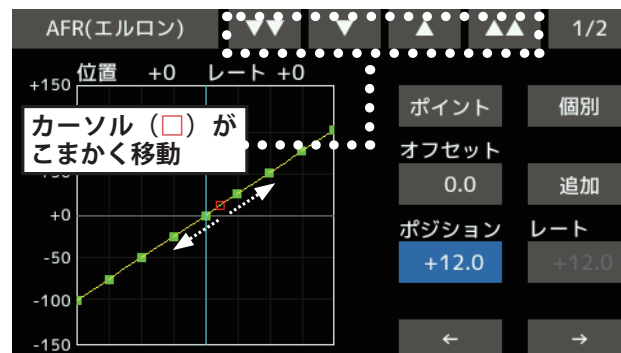 AFR(エルロン) ▼▼ ▼ ▲ ▲▲ 1/2
位置 +0 レート +0
+150
ポイント 個別
カーソル（□）が
こまかく移動
オフセット
0.0 追加
+0
ポジション レート
-50
+12.0 +12.0
-100
← →
-150